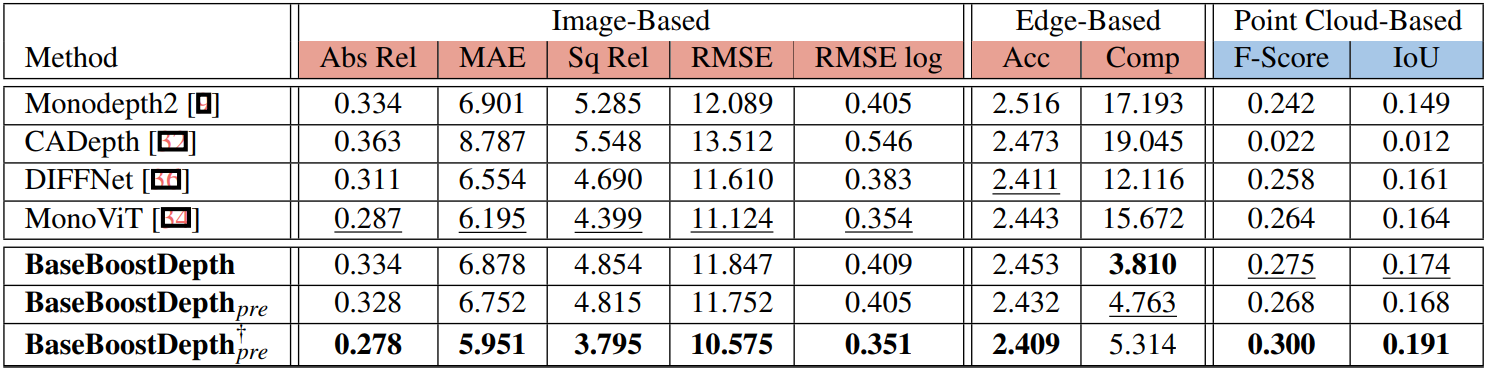 Image-Based Edge-Based Point Cloud-Based
Method Abs Rel MAE Sq Rel RMSE RMSE log Acc Comp F-Score IoU
Monodepth2 [9] 0.334 6.901 5.285 12.089 0.405 2.516 17.193 0.242 0.149
CADepth [32] 0.363 8.787 5.548 13.512 0.546 2.473 19.045 0.022 0.012
DIFFNet [36] 0.311 6.554 4.690 11.610 0.383 2.411 12.116 0.258 0.161
MonoViT [34] 0.287 6.195 4.399 11.124 0.354 2.443 15.672 0.264 0.164
BaseBoostDepth 0.334 6.878 4.854 11.847 0.409 2.453 3.810 0.275 0.174
BaseBoostDepth pre 0.328 6.752 4.815 11.752 0.405 2.432 4.763 0.268 0.168
BaseBoostDepth † pre 0.278 5.951 3.795 10.575 0.351 2.409 5.314 0.300 0.191